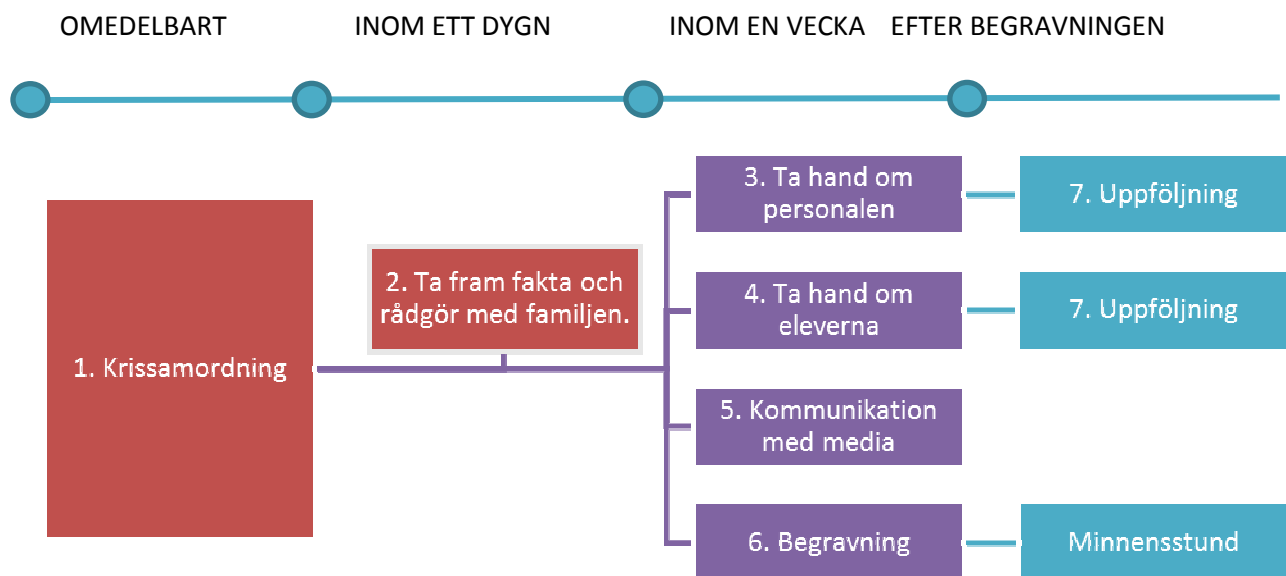 OMEDELBART
INOM ETT DYGN
INOM EN VECKA
EFTER BEGRAVNINGEN
1. Krissamordning
2. Ta fram fakta och
rådgör med familjen.
3. Ta hand om
personalen
7. Uppföljning
4. Ta hand om
eleverna
7. Uppföljning
5. Kommunikation
med media
6. Begravning
Minnensstund